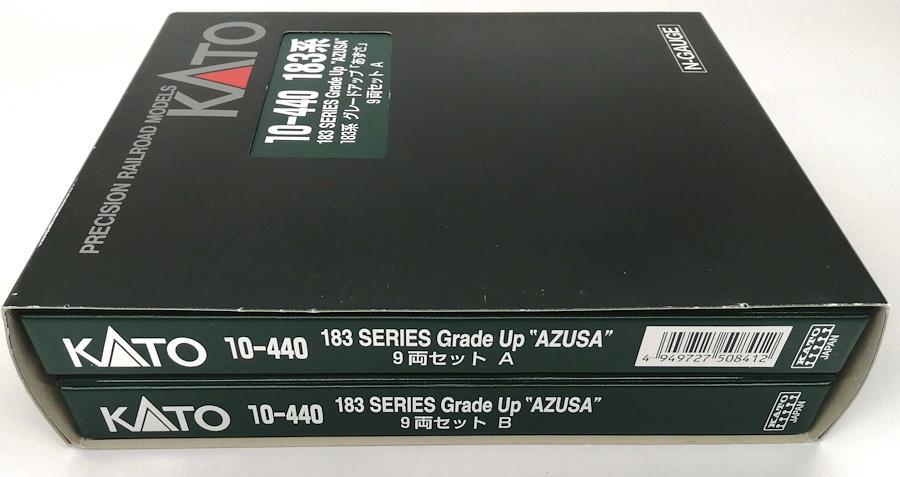 PRECISION RAILROAD MODELS
KATO
10-440 183系
183 SERIES Grade Up "AZUSA"
183系 グレードアップ「あずさ」
9両セット A
N-GAUGE
KATO 10-440 183 SERIES Grade Up "AZUSA"
9両セット A
4 949727 508412
KATO
JAPAN
KATO 10-440 183 SERIES Grade Up "AZUSA"
9両セット B
KATO
JAPAN